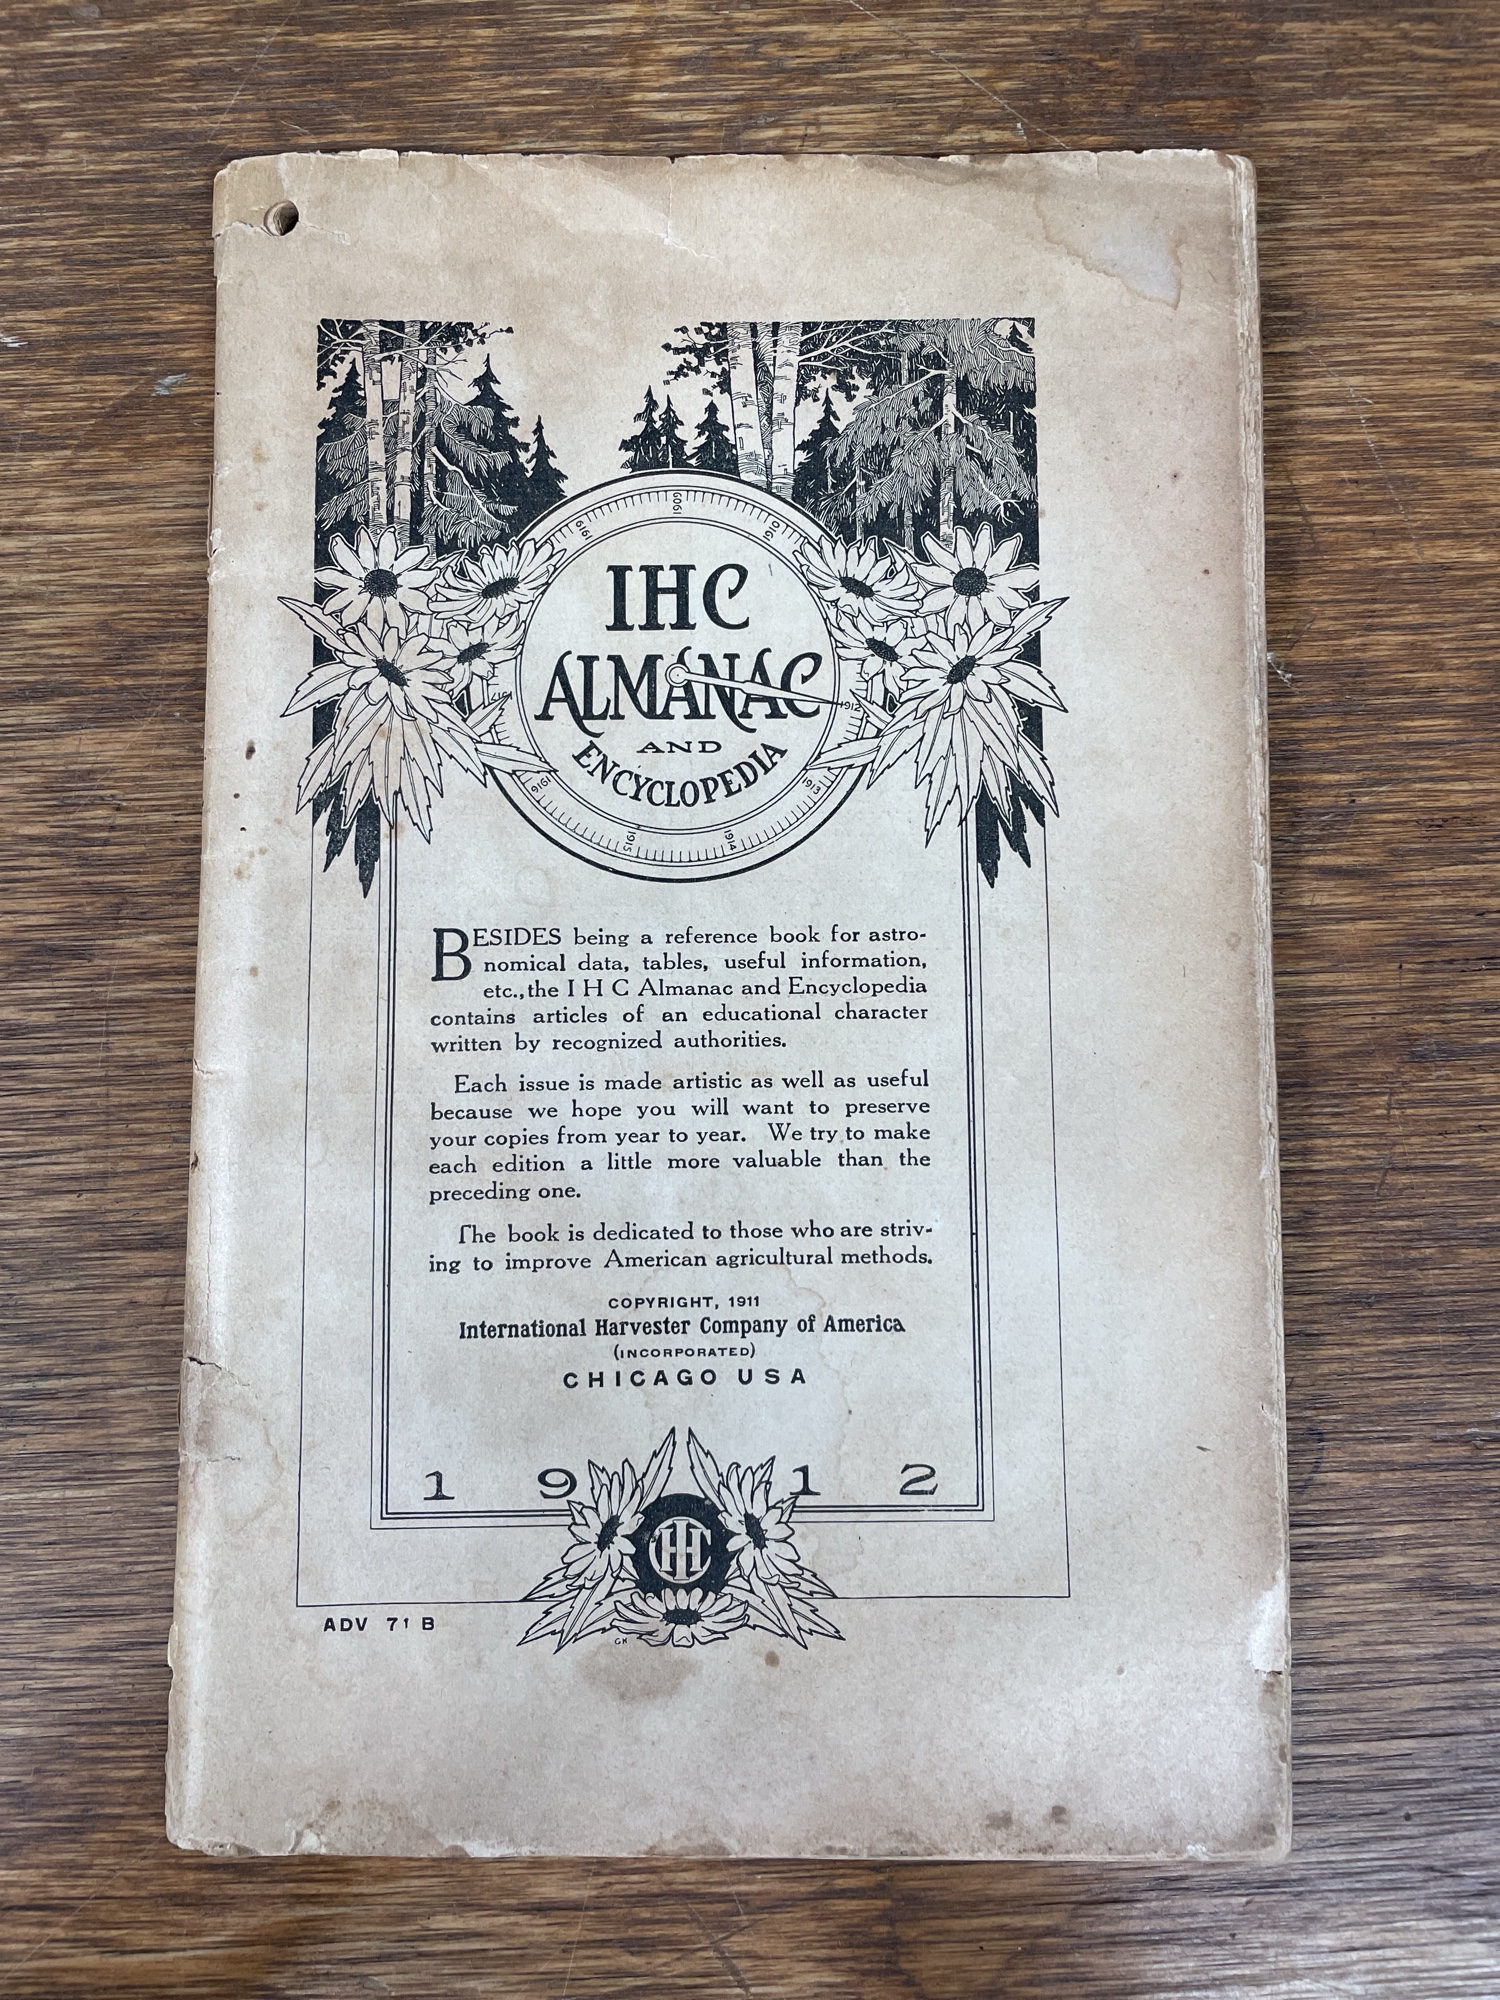 1909
1919
1910
IHC
ALMANAC
1917
1912
AND
ENCYCLOPEDIA
1916
1913
1915
1914
BESIDES being a reference book for astro-
nomical data, tables, useful information,
etc., the I H C Almanac and Encyclopedia
contains articles of an educational character
written by recognized authorities.
Each issue is made artistic as well as useful
because we hope you will want to preserve
your copies from year to year. We try to make
each edition a little more valuable than the
preceding one.
The book is dedicated to those who are striv-
ing to improve American agricultural methods.
COPYRIGHT, 1911
International Harvester Company of America
(INCORPORATED)
CHICAGO USA
1912
IHC
ADV 71 B